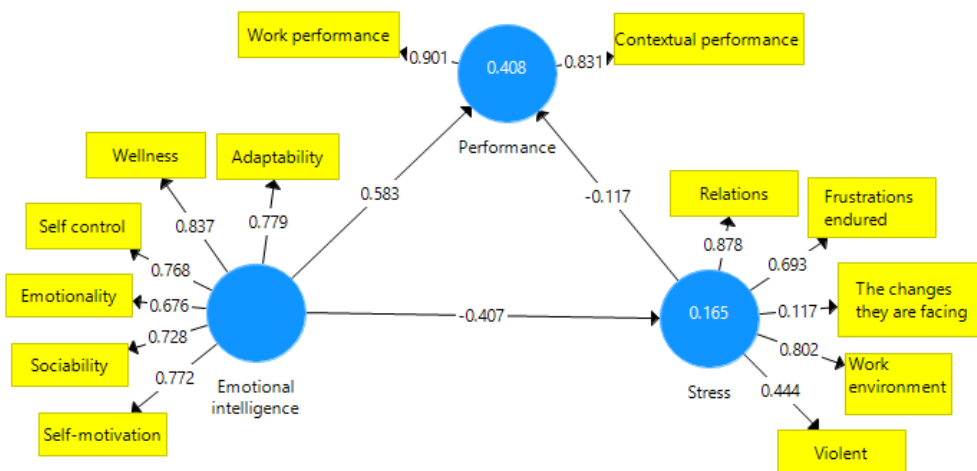 Work performance
0.901
0.408
0.831
Contextual performance
Performance
Wellness
Adaptability
0.837
0.779
0.583
-0.117
Relations
Frustrations
endured
0.878
0.693
Self control
0.768
Emotionality
0.676
Sociability
0.728
0.772
Self-motivation
Emotional
intelligence
-0.407
0.165
Stress
0.117
The changes
they are facing
0.802
Work
environment
0.444
Violent